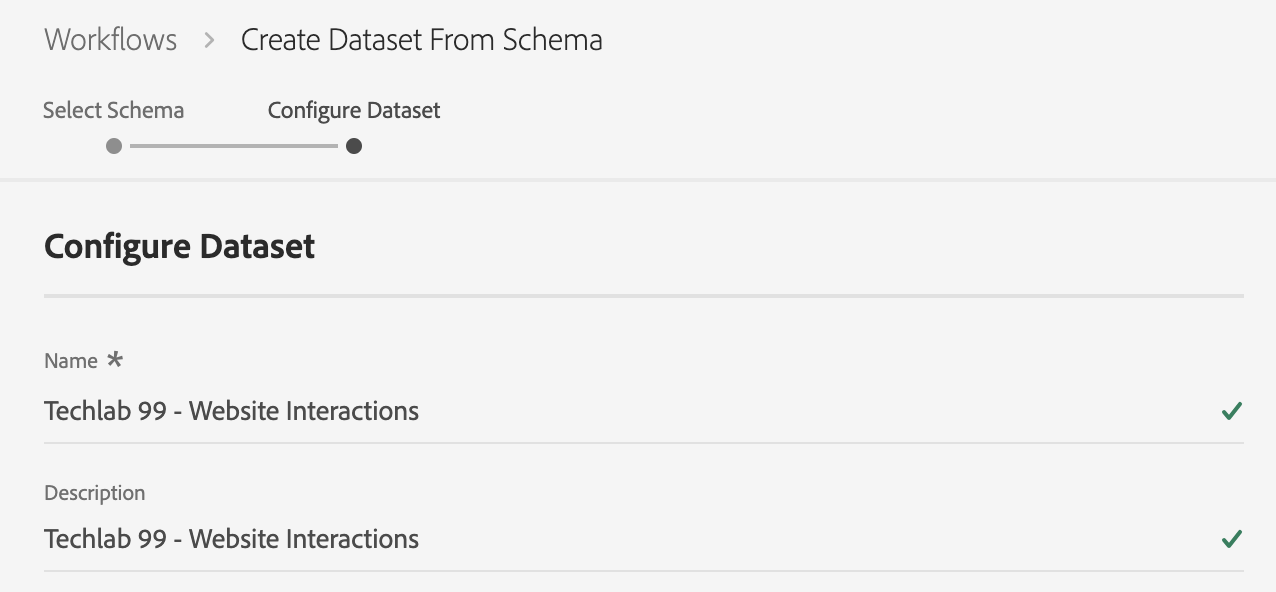 Workflows > Create Dataset From Schema
Select Schema Configure Dataset
Configure Dataset
Name *
Techlab 99 - Website Interactions
Description
Techlab 99 - Website Interactions